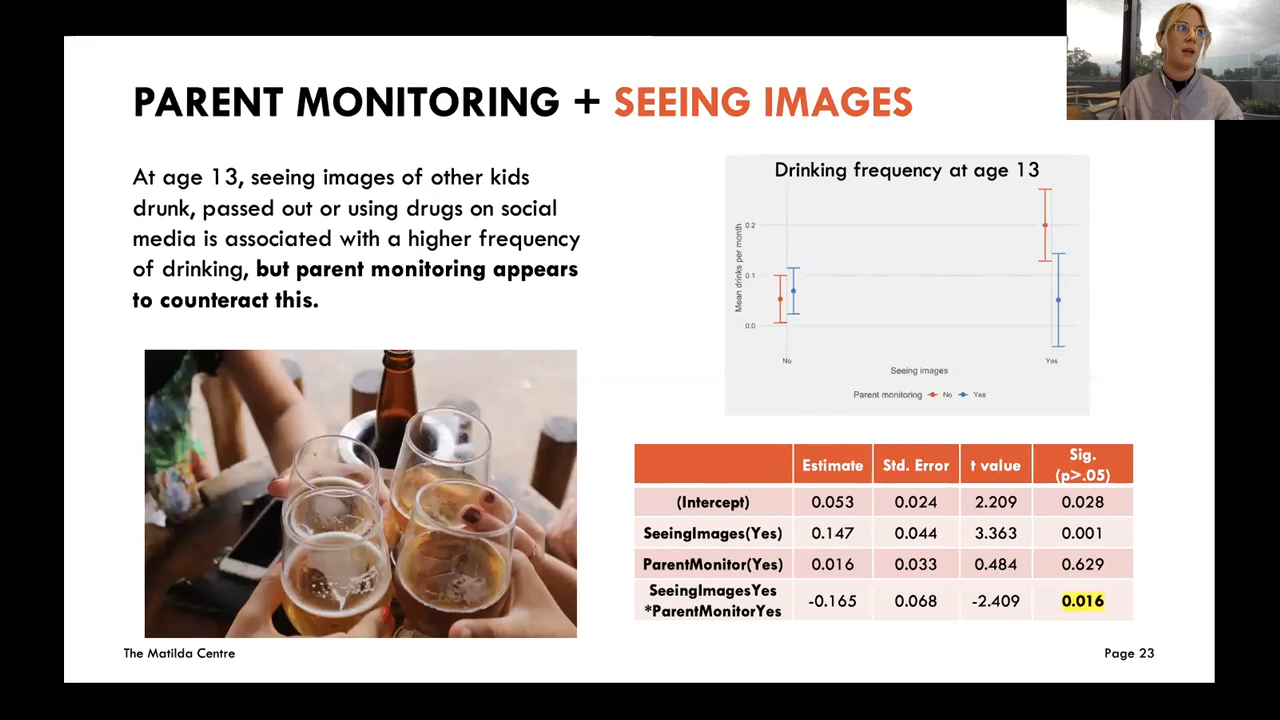 PARENT MONITORING + SEEING IMAGES
At age 13, seeing images of other kids
drunk, passed out or using drugs on social
media is associated with a higher frequency
of drinking, but parent monitoring appears
to counteract this.
Drinking frequency at age 13
Mean drinks per month
0.2
0.1
0.0
No
Yes
Seeing images
Parent monitoring No Yes
Estimate Std. Error t value Sig.
(p>.05)
(Intercept) 0.053 0.024 2.209 0.028
SeeingImages(Yes) 0.147 0.044 3.363 0.001
ParentMonitor(Yes) 0.016 0.033 0.484 0.629
SeeingImagesYes
*ParentMonitorYes -0.165 0.068 -2.409 0.016
The Matilda Centre
Page 23